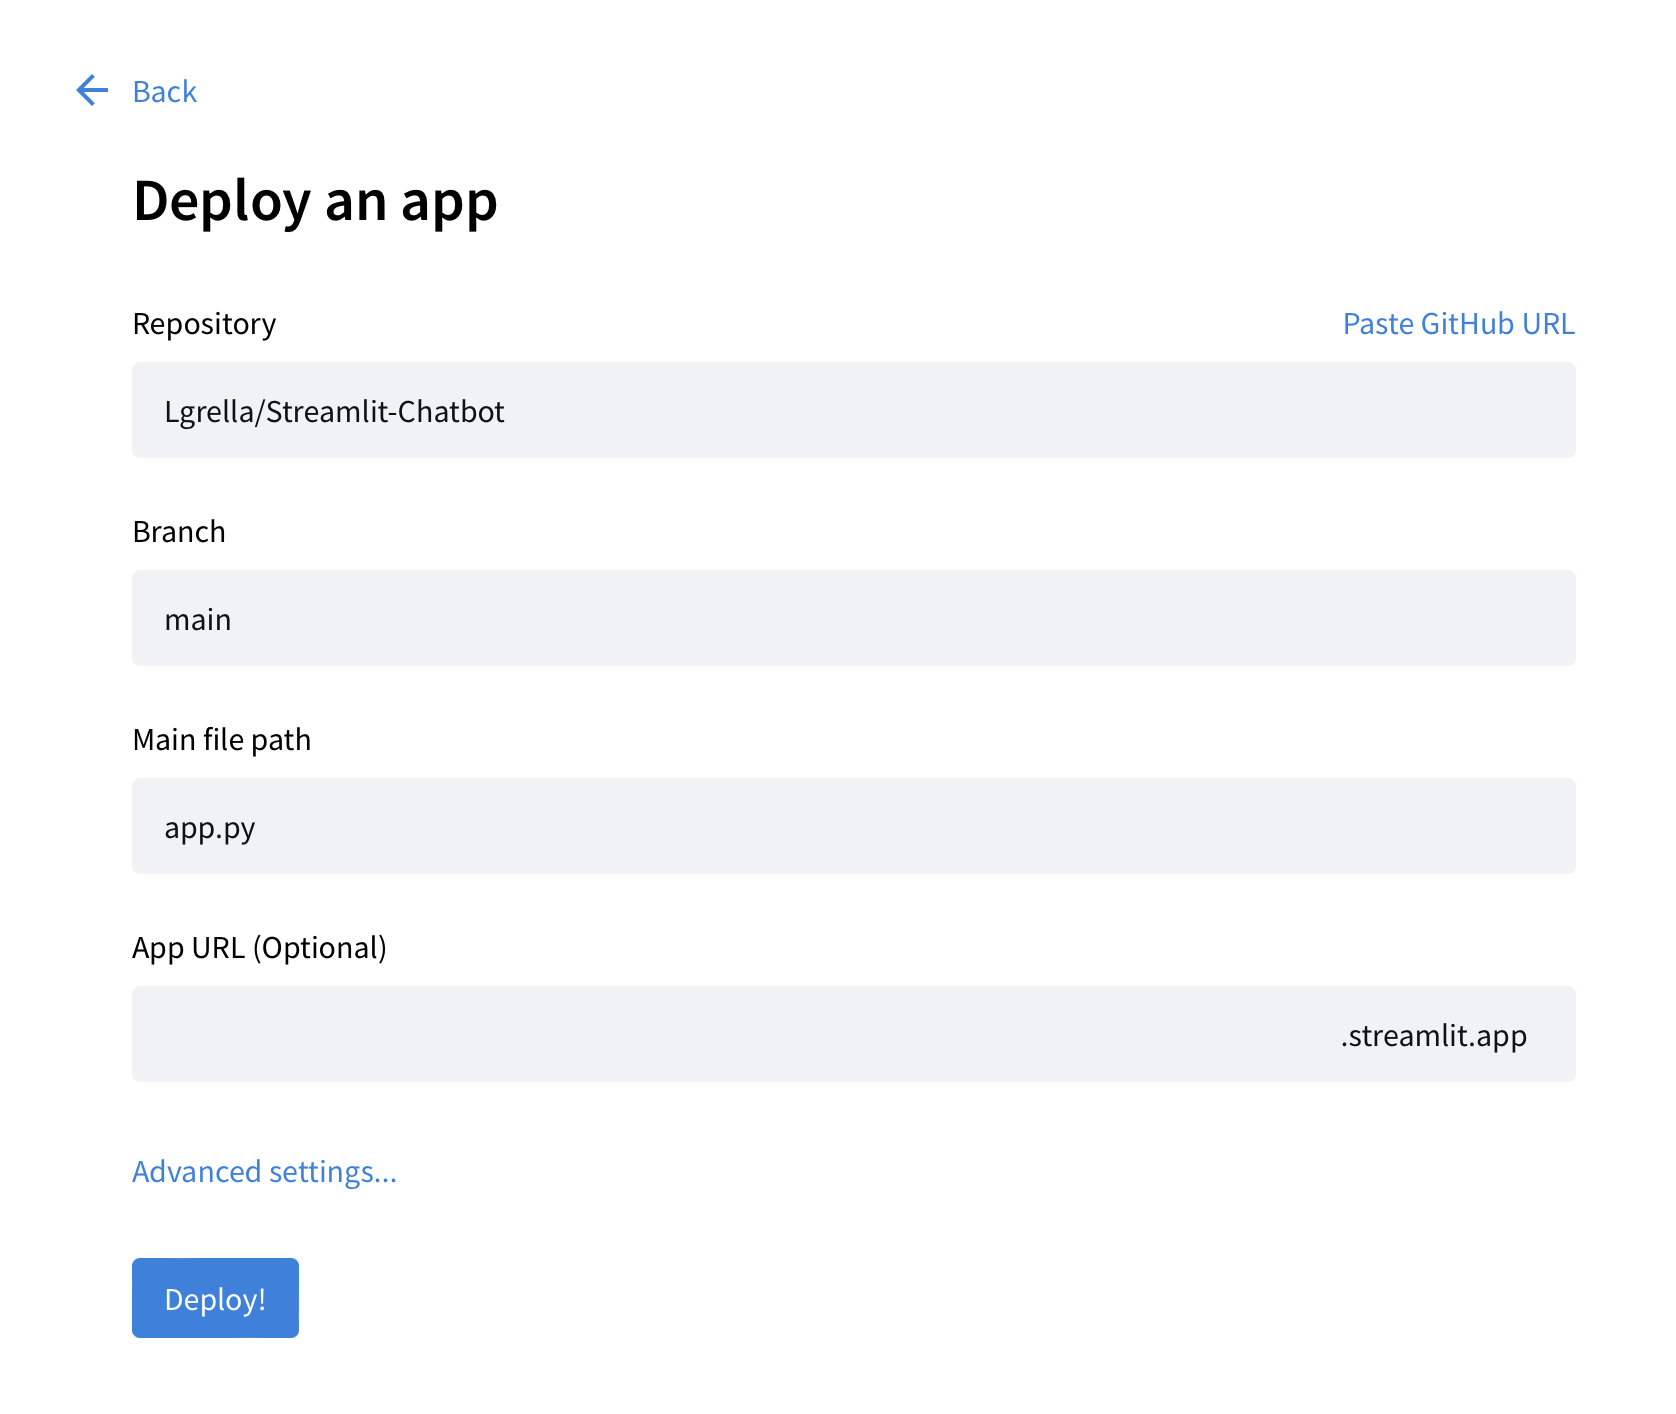 Back
Deploy an app
Repository
Paste GitHub URL
Lgrella/Streamlit-Chatbot
Branch
main
Main file path
app.py
App URL (Optional)
.streamlit.app
Advanced settings...
Deploy!